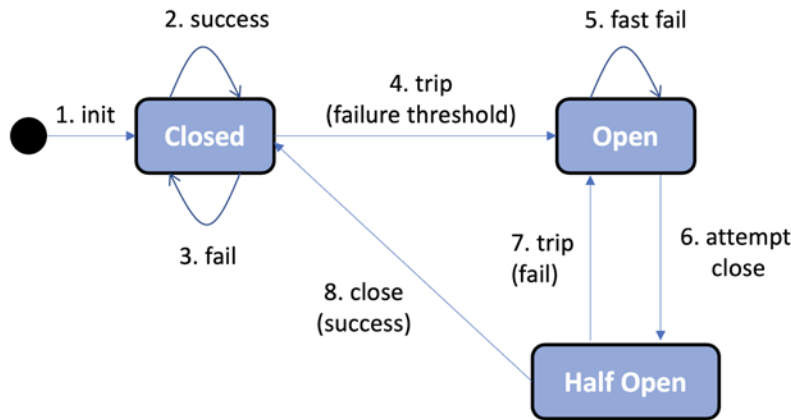 2. success
5. fast fail
1. init
4. trip
(failure threshold)
Closed
Open
3. fail
7. trip
(fail)
6. attempt
close
8. close
(success)
Half Open